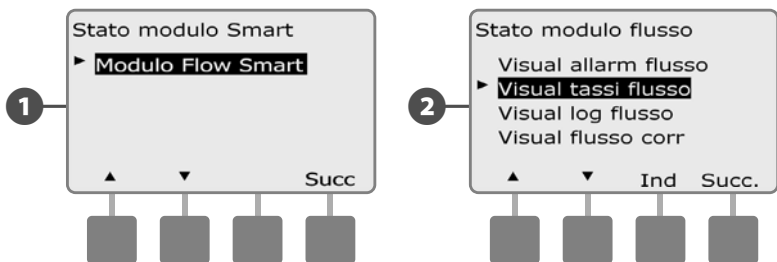 Stato modulo Smart
► Modulo Flow Smart
1
▲ ▼ Succ
Stato modulo flusso
Visual allarm flusso
► Visual tassi flusso
2
Visual log flusso
Visual flusso corr
▲ ▼ Ind Succ.